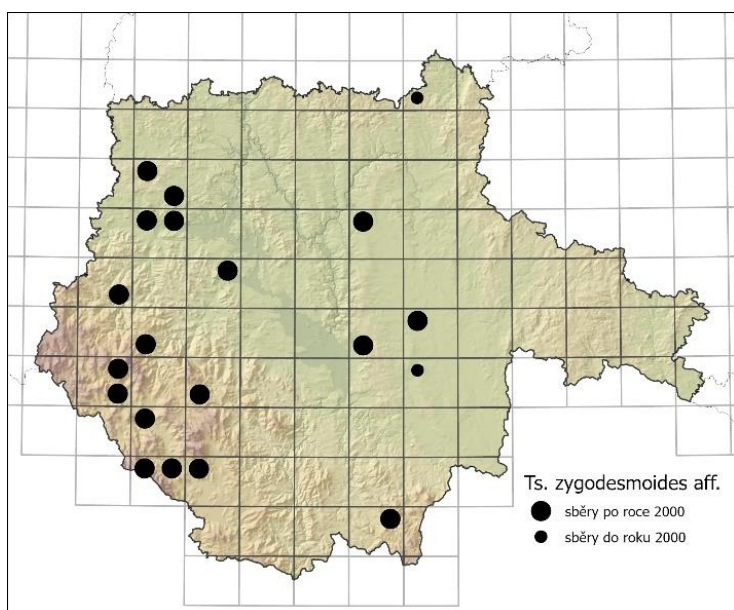 Ts. zygodesmoides aff.
sběry po roce 2000
sběry do roku 2000